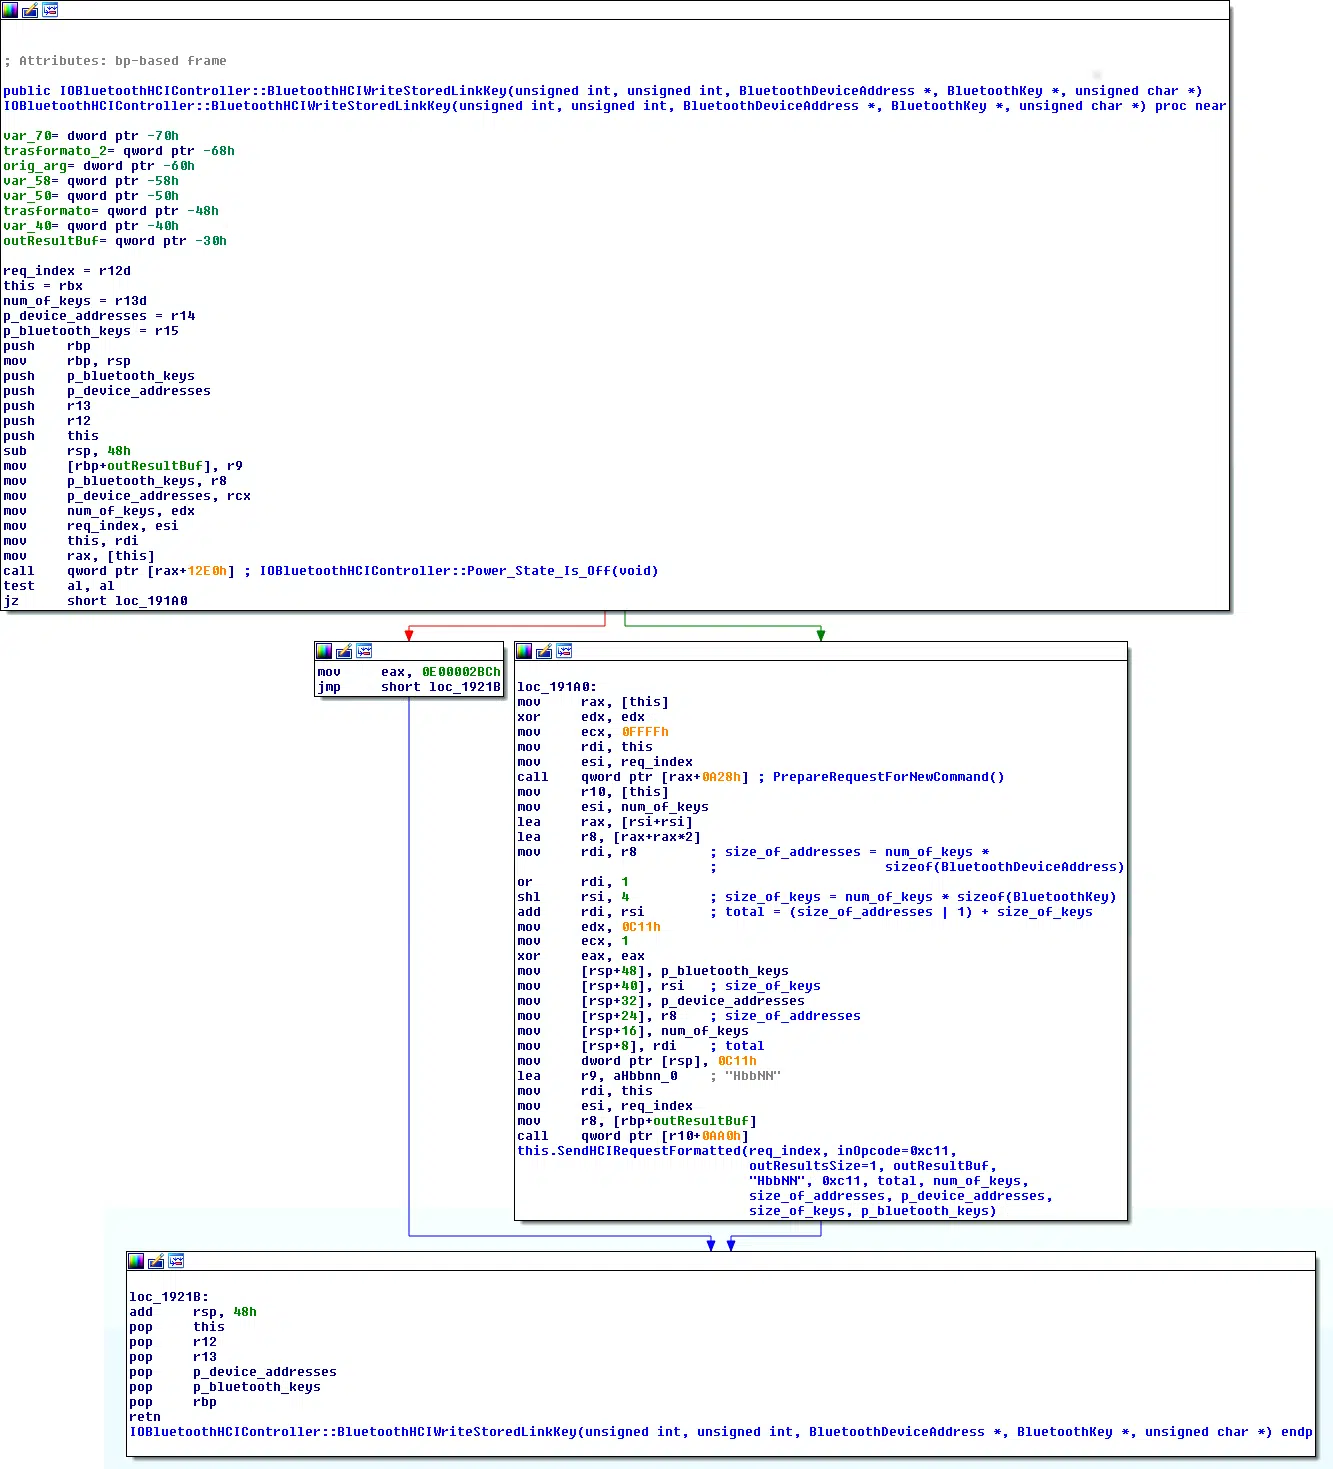 ; Attributes: bp-based frame
public IOBluetoothHCIController::BluetoothHCIWriteStoredLinkKey(unsigned int, unsigned int, BluetoothDeviceAddress *, BluetoothKey *, unsigned char *)
IOBluetoothHCIController::BluetoothHCIWriteStoredLinkKey(unsigned int, unsigned int, BluetoothDeviceAddress *, BluetoothKey *, unsigned char *) proc near
var_70= dword ptr -70h
trasformato_2= qword ptr -68h
orig_arg= dword ptr -60h
var_58= qword ptr -58h
var_50= qword ptr -50h
trasformato= qword ptr -48h
var_40= qword ptr -40h
outResultBuf= qword ptr -30h
req_index = r12d
this = rbx
num_of_keys = r13d
p_device_addresses = r14
p_bluetooth_keys = r15
push rbp
mov rbp, rsp
push p_bluetooth_keys
push p_device_addresses
push r13
push r12
push this
sub rsp, 48h
mov [rbp+outResultBuf], r9
mov p_bluetooth_keys, r8
mov p_device_addresses, rcx
mov num_of_keys, edx
mov req_index, esi
mov this, rdi
mov rax, [this]
call qword ptr [rax+12E0h] ; IOBluetoothHCIController::Power_State_Is_Off(void)
test al, al
jz short loc_191A0
mov eax, 0E00002BCh
jmp short loc_1921B
loc_191A0:
mov rax, [this]
xor edx, edx
mov ecx, 0FFFFh
mov rdi, this
mov esi, req_index
call qword ptr [rax+0A28h] ; PrepareRequestForNewCommand()
mov r10, [this]
mov esi, num_of_keys
lea rax, [rsi+rsi]
lea r8, [rax+rax*2]
mov rdi, r8 ; size_of_addresses = num_of_keys *
; sizeof(BluetoothDeviceAddress)
or rdi, 1
shl rsi, 4 ; size_of_keys = num_of_keys * sizeof(BluetoothKey)
add rdi, rsi ; total = (size_of_addresses | 1) + size_of_keys
mov edx, 0C11h
mov ecx, 1
xor eax, eax
mov [rsp+48], p_bluetooth_keys
mov [rsp+40], rsi ; size_of_keys
mov [rsp+32], p_device_addresses
mov [rsp+24], r8 ; size_of_addresses
mov [rsp+16], num_of_keys
mov [rsp+8], rdi ; total
mov dword ptr [rsp], 0C11h
lea r9, aHbbnn_0 ; "HbbNN"
mov rdi, this
mov esi, req_index
mov r8, [rbp+outResultBuf]
call qword ptr [r10+0AA0h]
this.SendHCIRequestFormatted(req_index, inOpcode=0xc11,
outResultsSize=1, outResultBuf,
"HbbNN", 0xc11, total, num_of_keys,
size_of_addresses, p_device_addresses,
size_of_keys, p_bluetooth_keys)
loc_1921B:
add rsp, 48h
pop this
pop r12
pop r13
pop p_device_addresses
pop p_bluetooth_keys
pop rbp
retn
IOBluetoothHCIController::BluetoothHCIWriteStoredLinkKey(unsigned int, unsigned int, BluetoothDeviceAddress *, BluetoothKey *, unsigned char *) endp